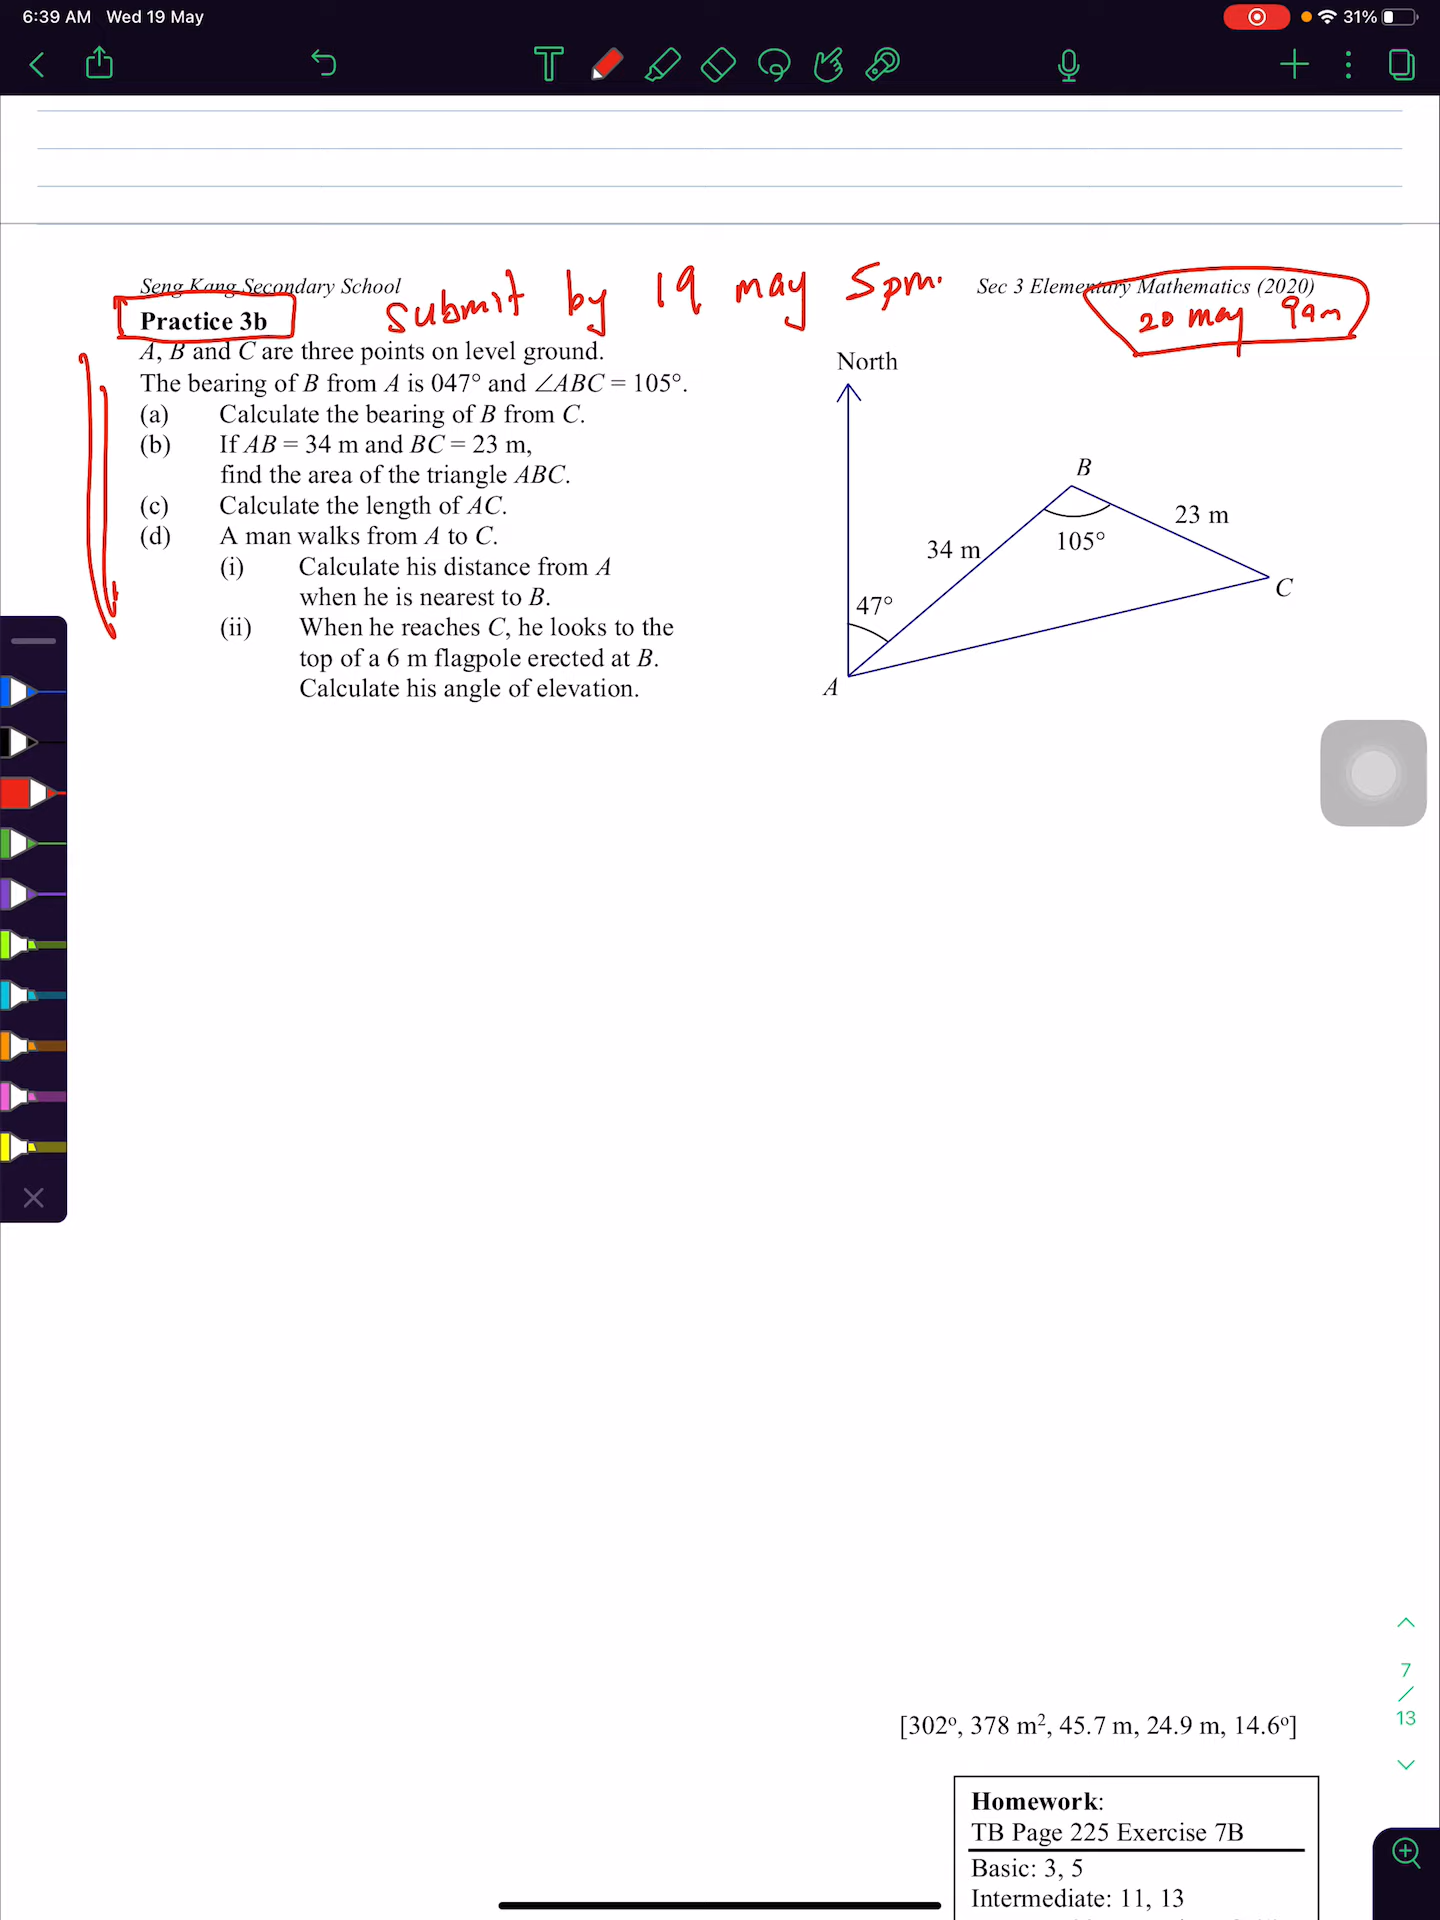 6:39 AM Wed 19 May
31%
Seng Kang Secondary School
Submit by 19 may 5pm.
Sec 3 Elementary Mathematics (2020)
20 may 9am
Practice 3b
A, B and C are three points on level ground.
The bearing of B from A is 047° and ∠ABC = 105°.
(a) Calculate the bearing of B from C.
(b) If AB = 34 m and BC = 23 m,
find the area of the triangle ABC.
(c) Calculate the length of AC.
(d) A man walks from A to C.
(i) Calculate his distance from A
when he is nearest to B.
(ii) When he reaches C, he looks to the
top of a 6 m flagpole erected at B.
Calculate his angle of elevation.
North
B
23 m
34 m
105°
C
47°
A
7
/
13
[302º, 378 m², 45.7 m, 24.9 m, 14.6º]
Homework:
TB Page 225 Exercise 7B
Basic: 3, 5
Intermediate: 11, 13